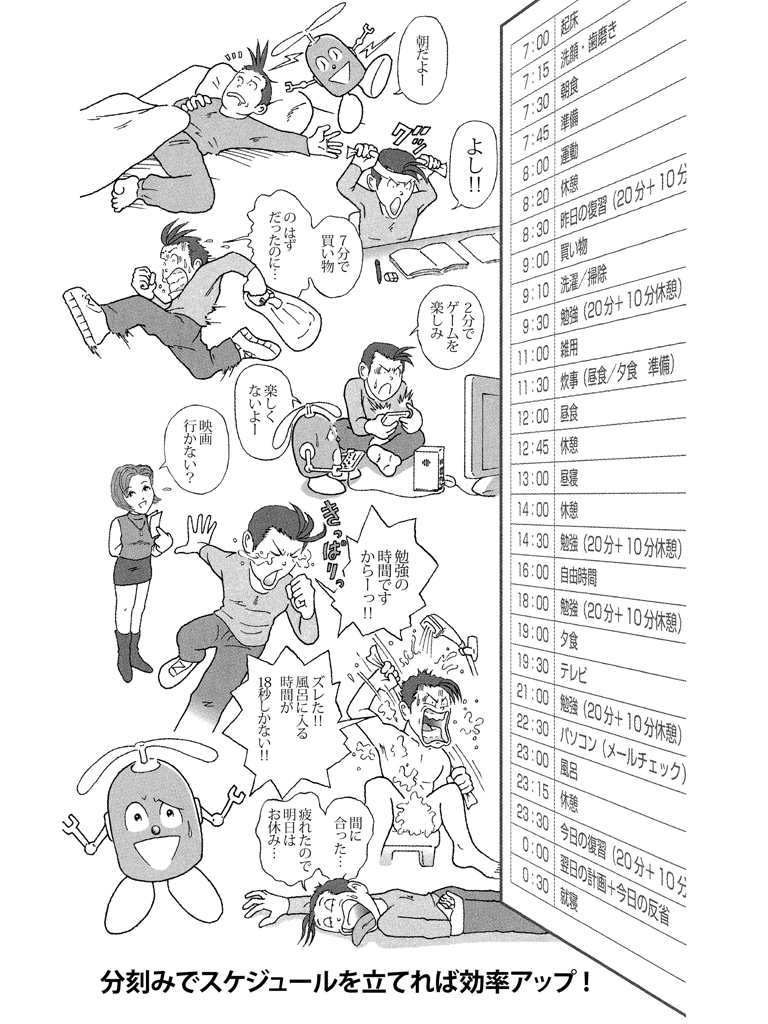 朝だよー
グッ
よし!!
7分で
買い物
のはず
だったのに…
2分で
ゲームを
楽しみ
楽しく
ないよー
映画
行かない？
きっぱりっ
勉強の
時間です
からーっ!!
ズレた!!
風呂に入る
時間が
18秒しかない!!
間に
合った…
疲れたので
明日は
お休み…
7:00 起床
7:15 洗顔・歯磨き
7:30 朝食
7:45 準備
8:00 運動
8:20 休憩
8:30 昨日の復習（20分＋10分
9:00 買い物
9:10 洗濯／掃除
9:30 勉強（20分＋10分休憩）
11:00 雑用
11:30 炊事（昼食／夕食　準備）
12:00 昼食
12:45 休憩
13:00 昼寝
14:00 休憩
14:30 勉強（20分＋10分休憩）
16:00 自由時間
18:00 勉強（20分＋10分休憩）
19:00 夕食
19:30 テレビ
21:00 勉強（20分＋10分休憩）
22:30 パソコン（メールチェック）
23:00 風呂
23:15 休憩
23:30 今日の復習（20分＋10分
0:00 翌日の計画＋今日の反省
0:30 就寝
分刻みでスケジュールを立てれば効率アップ！